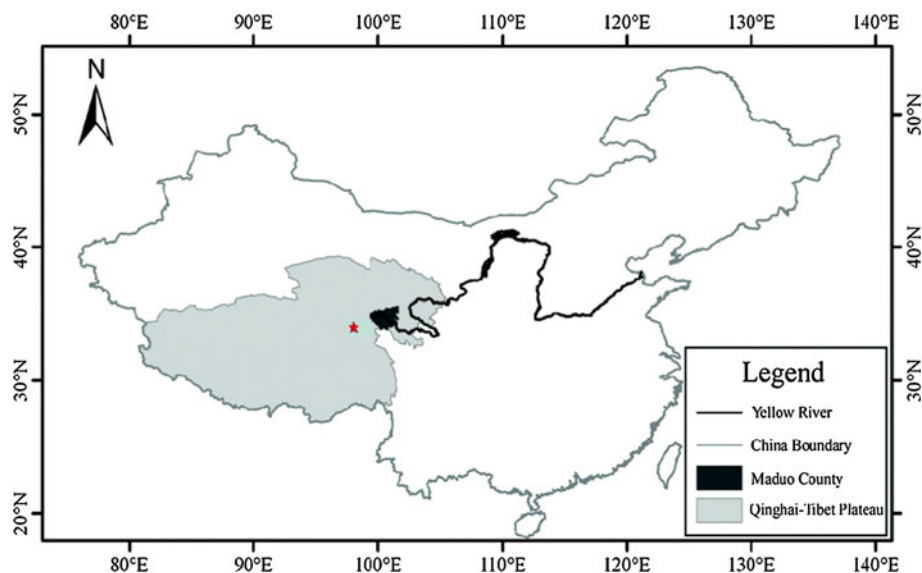 80°E 90°E 100°E 110°E 120°E 130°E 140°E
N
50°N 50°N
40°N 40°N
30°N 30°N
20°N 20°N
Legend
Yellow River
China Boundary
Maduo County
Qinghai-Tibet Plateau
80°E 90°E 100°E 110°E 120°E 130°E 140°E